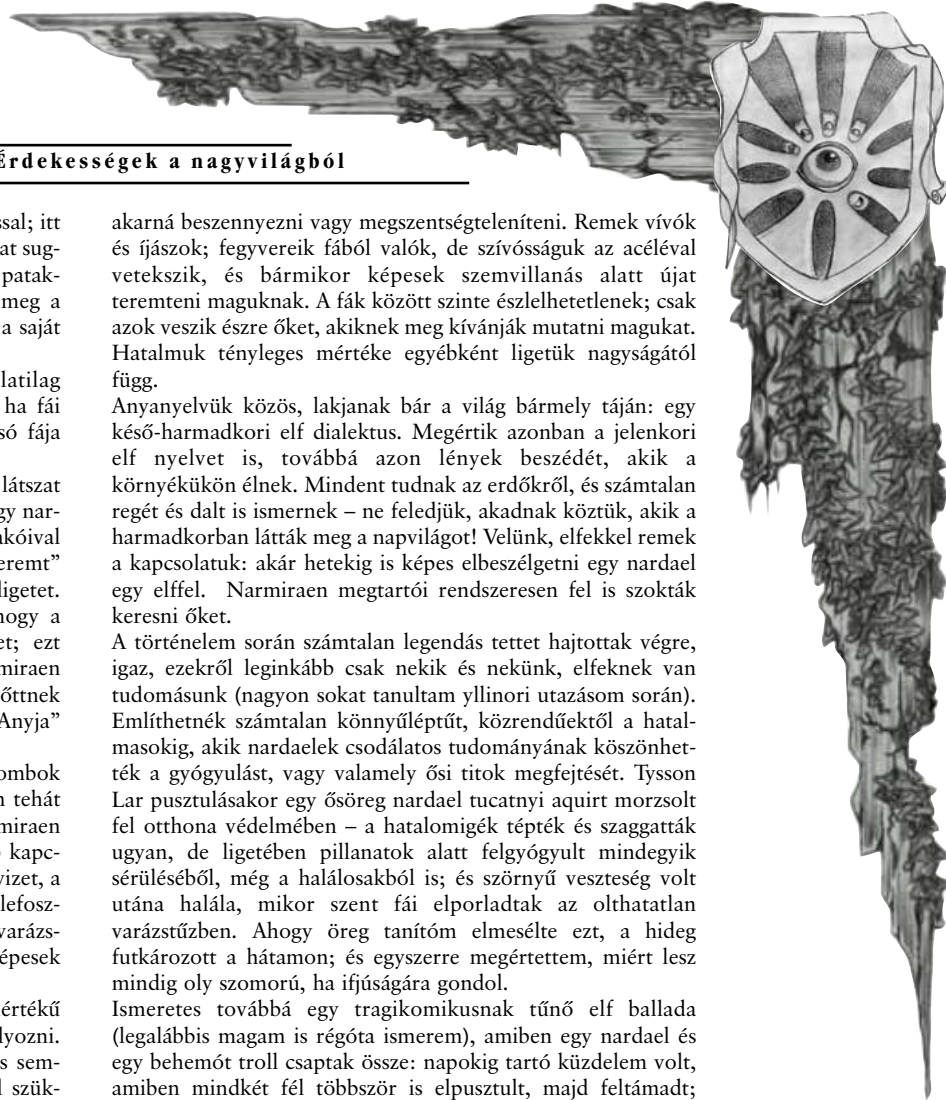 Érdekességek a nagyvilágból
sal; itt
at sug-
patak-
meg a
a saját
latilag
ha fái
só fája
látszat
gy nar-
akóival
eremt”
ligetet.
hogy a
et; ezt
miraen
őttnek
Anyja”
ombok
n tehát
miraen
ó kapc-
vizet, a
lefosz-
varázs-
épesek
értékű
lyozni.
s sem-
l szük-
akarná beszennyezni vagy megszentségteleníteni. Remek vívók
és íjászok; fegyvereik fából valók, de szívósságuk az acéléval
vetekszik, és bármikor képesek szemvillanás alatt újat
teremteni maguknak. A fák között szinte észlelhetetlenek; csak
azok veszik észre őket, akiknek meg kívánják mutatni magukat.
Hatalmuk tényleges mértéke egyébként ligetük nagyságától
függ.
Anyanyelvük közös, lakjanak bár a világ bármely táján: egy
késő-harmadkori elf dialektus. Megértik azonban a jelenkori
elf nyelvet is, továbbá azon lények beszédét, akik a
környékükön élnek. Mindent tudnak az erdőkről, és számtalan
regét és dalt is ismernek – ne feledjük, akadnak köztük, akik a
harmadkorban látták meg a napvilágot! Velünk, elfekkel remek
a kapcsolatuk: akár hetekig is képes elbeszélgetni egy nardael
egy elffel. Narmiraen megtartói rendszeresen fel is szokták
keresni őket.
A történelem során számtalan legendás tettet hajtottak végre,
igaz, ezekről leginkább csak nekik és nekünk, elfeknek van
tudomásunk (nagyon sokat tanultam yllinori utazásom során).
Említhetnék számtalan könnyűléptűt, közrendűektől a hatal-
masokig, akik nardaelek csodálatos tudományának köszönhet-
ték a gyógyulást, vagy valamely ősi titok megfejtését. Tysson
Lar pusztulásakor egy ősöreg nardael tucatnyi aquirt morzsolt
fel otthona védelmében – a hatalomigék tépték és szaggatták
ugyan, de ligetében pillanatok alatt felgyógyult mindegyik
sérüléséből, még a halálosakból is; és szörnyű veszteség volt
utána halála, mikor szent fái elporladtak az olthatatlan
varázstűzben. Ahogy öreg tanítóm elmesélte ezt, a hideg
futkározott a hátamon; és egyszerre megértettem, miért lesz
mindig oly szomorú, ha ifjúságára gondol.
Ismeretes továbbá egy tragikomikusnak tűnő elf ballada
(legalábbis magam is régóta ismerem), amiben egy nardael és
egy behemót troll csaptak össze: napokig tartó küzdelem volt,
amiben mindkét fél többször is elpusztult, majd feltámadt;